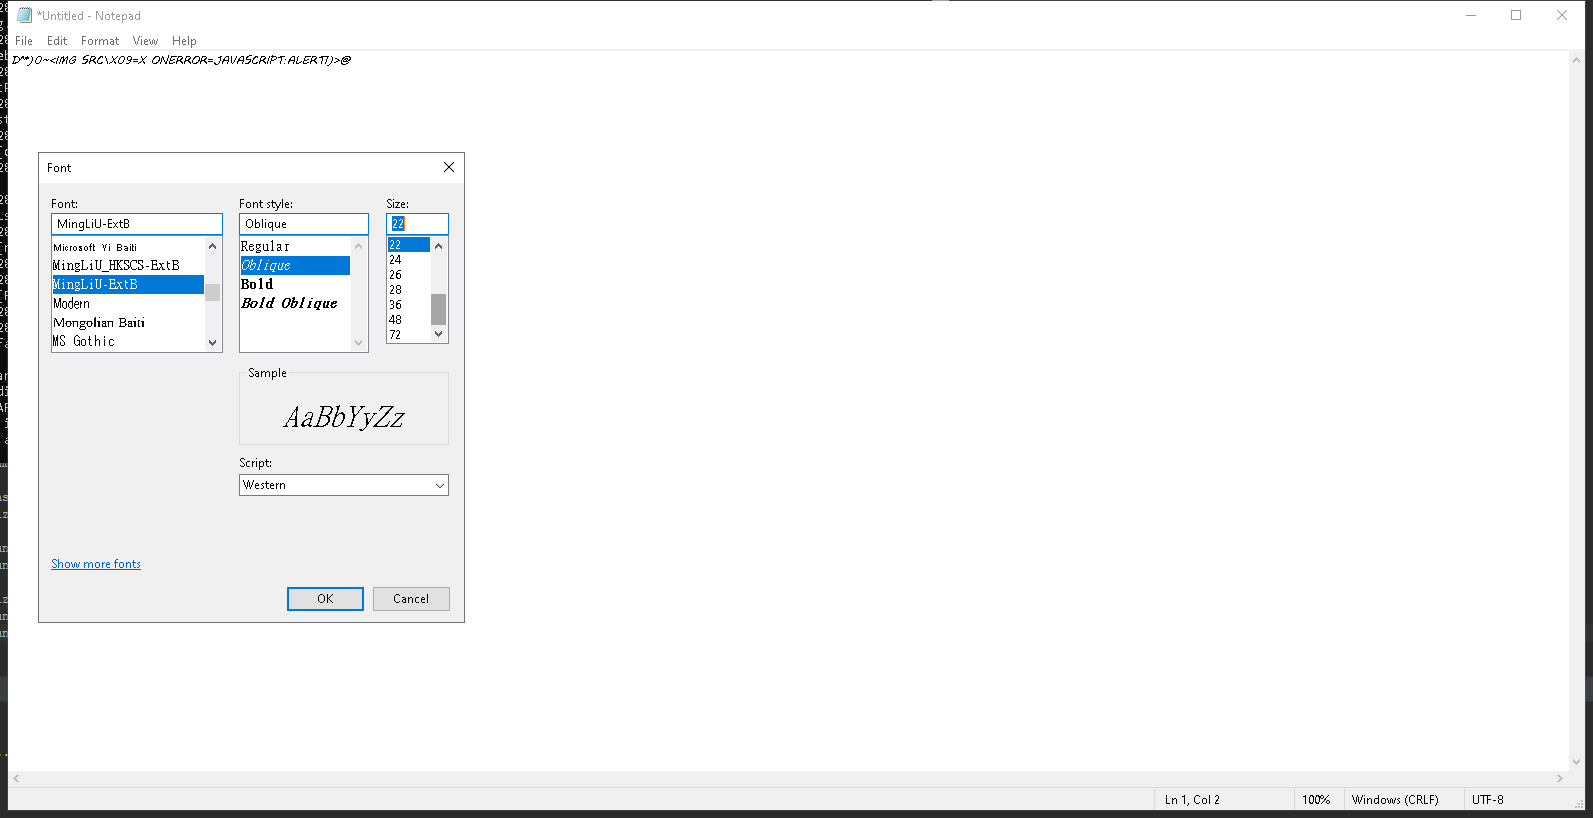 *Untitled - Notepad
File Edit Format View Help
D"*)0~<IMG SRC\X09=X ONERROR=JAVASCRIPT:ALERT1)>@
Font
Font:
MingLiU-ExtB
Microsoft Yi Baiti
MingLiU_HKSCS-ExtB
MingLiU-ExtB
Modern
Mongolian Baiti
MS Gothic
Font style:
Oblique
Regular
Oblique
Bold
Bold Oblique
Size:
22
22
24
26
28
36
48
72
Sample
AaBbYyZz
Script:
Western
Show more fonts
OK Cancel
Ln 1, Col 2 100% Windows (CRLF) UTF-8